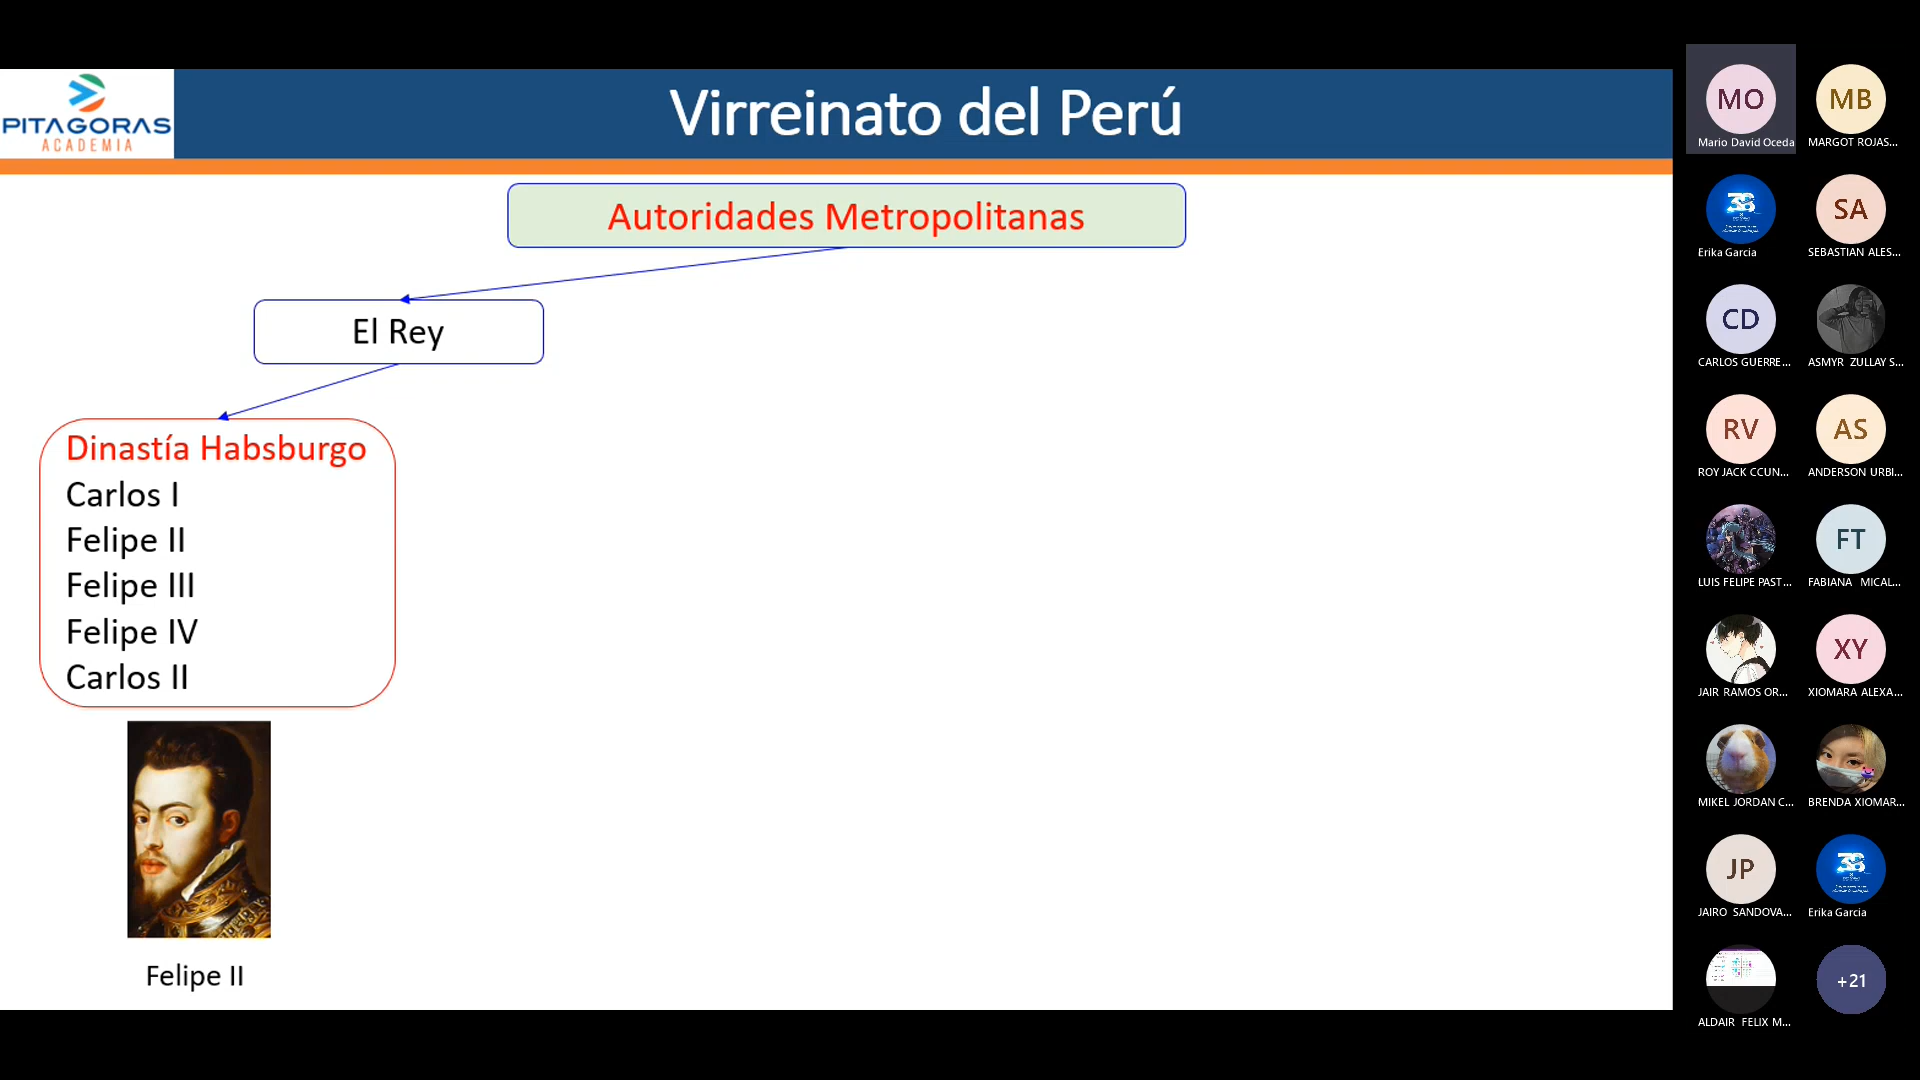 PITAGORAS
ACADEMIA
Virreinato del Perú
Autoridades Metropolitanas
El Rey
Dinastía Habsburgo
Carlos I
Felipe II
Felipe III
Felipe IV
Carlos II
Felipe II
MO
Mario David Oceda
MB
MARGOT ROJAS...
38
Erika Garcia
SA
SEBASTIAN ALES...
CD
CARLOS GUERRE...
ASMYR ZULLAY S...
RV
ROY JACK CCUN...
AS
ANDERSON URBI...
LUIS FELIPE PAST...
FT
FABIANA MICAL...
JAIR RAMOS OR...
XY
XIOMARA ALEXA...
MIKEL JORDAN C...
BRENDA XIOMAR...
JP
JAIRO SANDOVA...
38
Erika Garcia
ALDAIR FELIX M...
+21